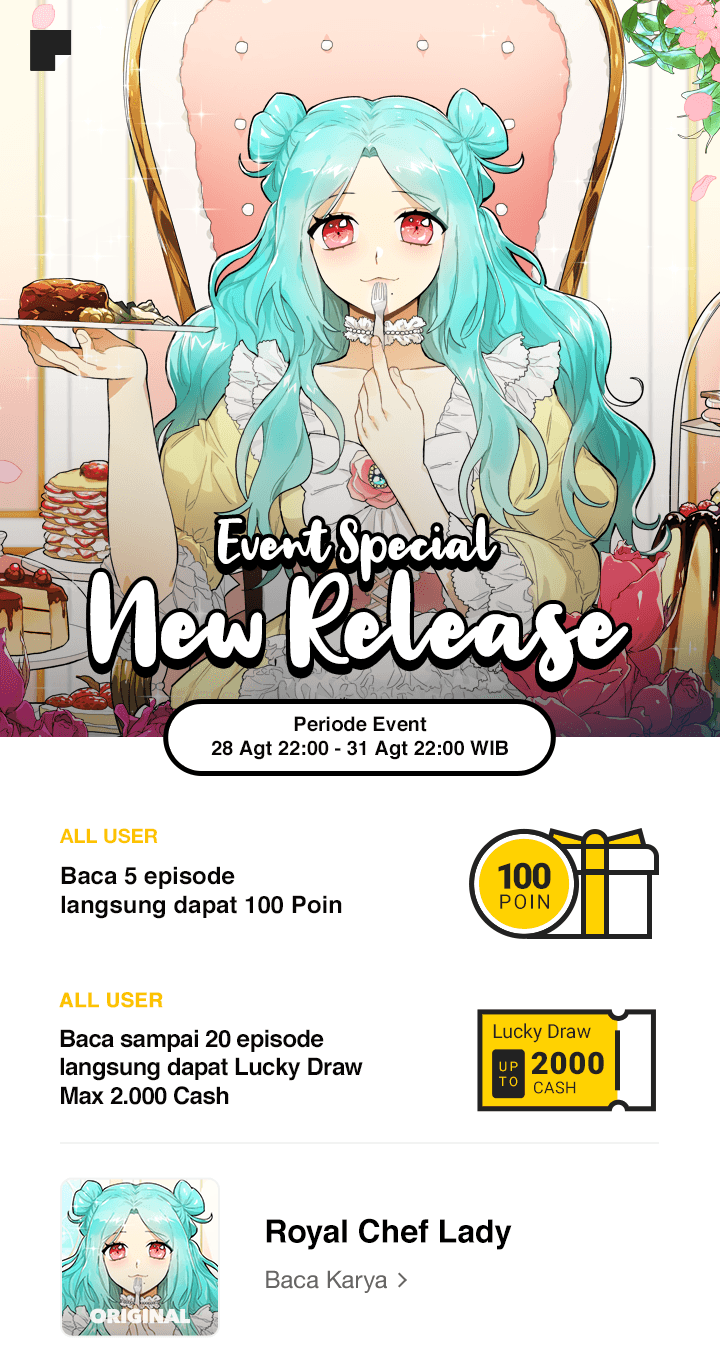 Event Special
New Release
Periode Event
28 Agt 22:00 - 31 Agt 22:00 WIB
ALL USER
Baca 5 episode
langsung dapat 100 Poin
100
POIN
ALL USER
Baca sampai 20 episode
langsung dapat Lucky Draw
Max 2.000 Cash
Lucky Draw
UP TO 2000
CASH
ORIGINAL
Royal Chef Lady
Baca Karya >